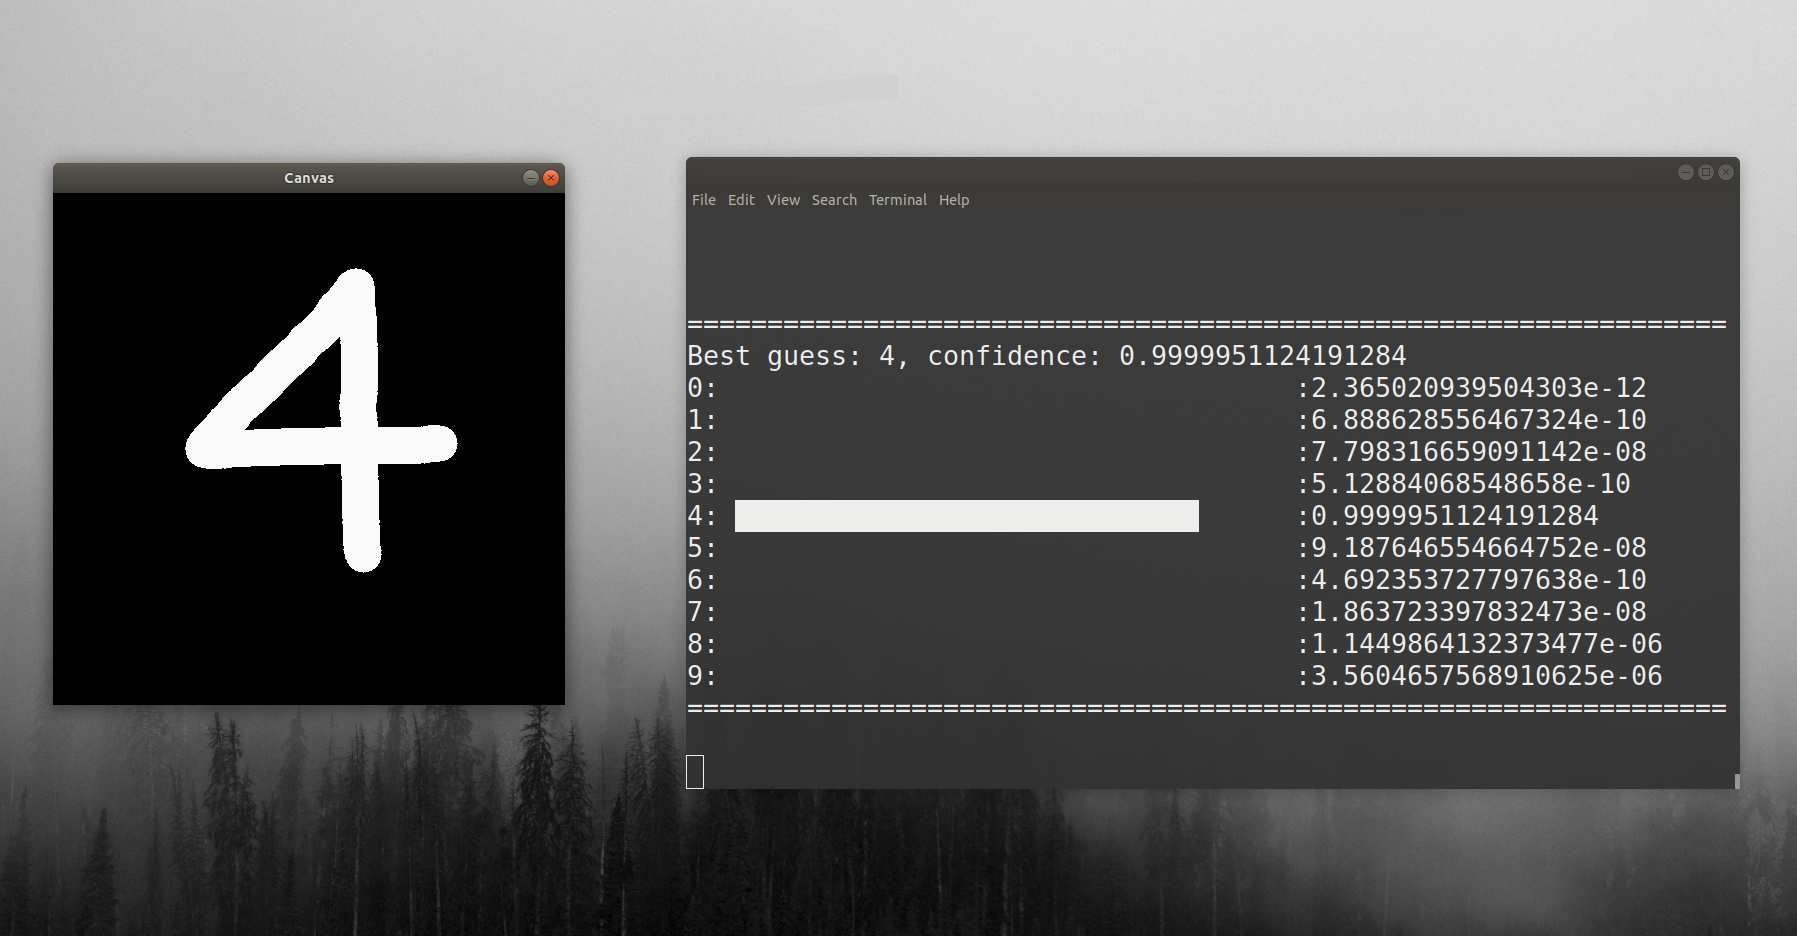 Canvas
4
File Edit View Search Terminal Help
=================================================================
Best guess: 4, confidence: 0.9999951124191284
0: :2.365020939504303e-12
1: :6.888628556467324e-10
2: :7.798316659091142e-08
3: :5.12884068548658e-10
4: :0.9999951124191284
5: :9.187646554664752e-08
6: :4.692353727797638e-10
7: :1.863723397832473e-08
8: :1.1449864132373477e-06
9: :3.5604657568910625e-06
=================================================================